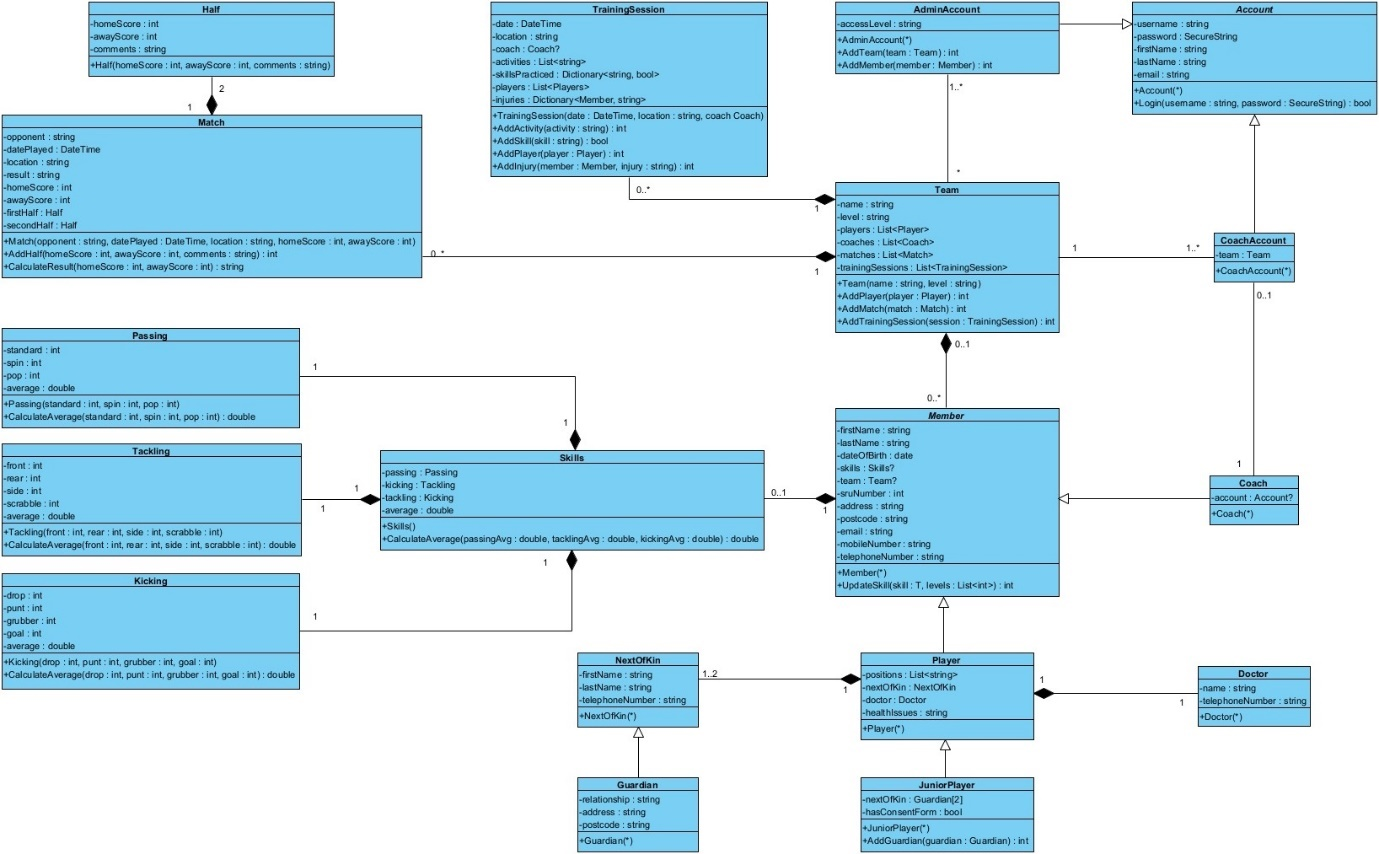 Half
-homeScore : int
-awayScore : int
-comments : string
+Half(homeScore : int, awayScore : int, comments : string)
2
1
Match
-opponent : string
-datePlayed : DateTime
-location : string
-result : string
-homeScore : int
-awayScore : int
-firstHalf : Half
-secondHalf : Half
+Match(opponent : string, datePlayed : DateTime, location : string, homeScore : int, awayScore : int)
+AddHalf(homeScore : int, awayScore : int, comments : string) : int
+CalculateResult(homeScore : int, awayScore : int) : string
0..*
1
TrainingSession
-date : DateTime
-location : string
-coach : Coach?
-activities : List<string>
-skillsPracticed : Dictionary<string, bool>
-players : List<Players>
-injuries : Dictionary<Member, string>
+TrainingSession(date : DateTime, location : string, coach Coach)
+AddActivity(activity : string) : int
+AddSkill(skill : string) : bool
+AddPlayer(player : Player) : int
+AddInjury(member : Member, injury : string) : int
0..*
1
AdminAccount
-accessLevel : string
+AdminAccount(*)
+AddTeam(team : Team) : int
+AddMember(member : Member) : int
1..*
*
Account
-username : string
-password : SecureString
-firstName : string
-lastName : string
-email : string
+Account(*)
+Login(username : string, password : SecureString) : bool
Team
-name : string
-level : string
-players : List<Player>
-coaches : List<Coach>
-matches : List<Match>
-trainingSessions : List<TrainingSession>
+Team(name : string, level : string)
+AddPlayer(player : Player) : int
+AddMatch(match : Match) : int
+AddTrainingSession(session : TrainingSession) : int
1
1..*
CoachAccount
-team : Team
+CoachAccount(*)
0..1
1
0..1
0..*
Passing
-standard : int
-spin : int
-pop : int
-average : double
+Passing(standard : int, spin : int, pop : int)
+CalculateAverage(standard : int, spin : int, pop : int) : double
1
1
Tackling
-front : int
-rear : int
-side : int
-scrabble : int
-average : double
+Tackling(front : int, rear : int, side : int, scrabble : int)
+CalculateAverage(front : int, rear : int, side : int, scrabble : int) : double
1
1
Kicking
-drop : int
-punt : int
-grubber : int
-goal : int
-average : double
+Kicking(drop : int, punt : int, grubber : int, goal : int)
+CalculateAverage(drop : int, punt : int, grubber : int, goal : int) : double
1
1
Skills
-passing : Passing
-kicking : Tackling
-tackling : Kicking
-average : double
+Skills()
+CalculateAverage(passingAvg : double, tacklingAvg : double, kickingAvg : double) : double
0..1
1
Member
-firstName : string
-lastName : string
-dateOfBirth : date
-skills : Skills?
-team : Team?
-sruNumber : int
-address : string
-postcode : string
-email : string
-mobileNumber : string
-telephoneNumber : string
+Member(*)
+UpdateSkill(skill : T, levels : List<int>) : int
Coach
-account : Account?
+Coach(*)
NextOfKin
-firstName : string
-lastName : string
-telephoneNumber : string
+NextOfKin(*)
1..2
1
Player
-positions : List<string>
-nextOfKin : NextOfKin
-doctor : Doctor
-healthIssues : string
+Player(*)
1
1
Doctor
-name : string
-telephoneNumber : string
+Doctor(*)
Guardian
-relationship : string
-address : string
-postcode : string
+Guardian(*)
JuniorPlayer
-nextOfKin : Guardian[2]
-hasConsentForm : bool
+JuniorPlayer(*)
+AddGuardian(guardian : Guardian) : int